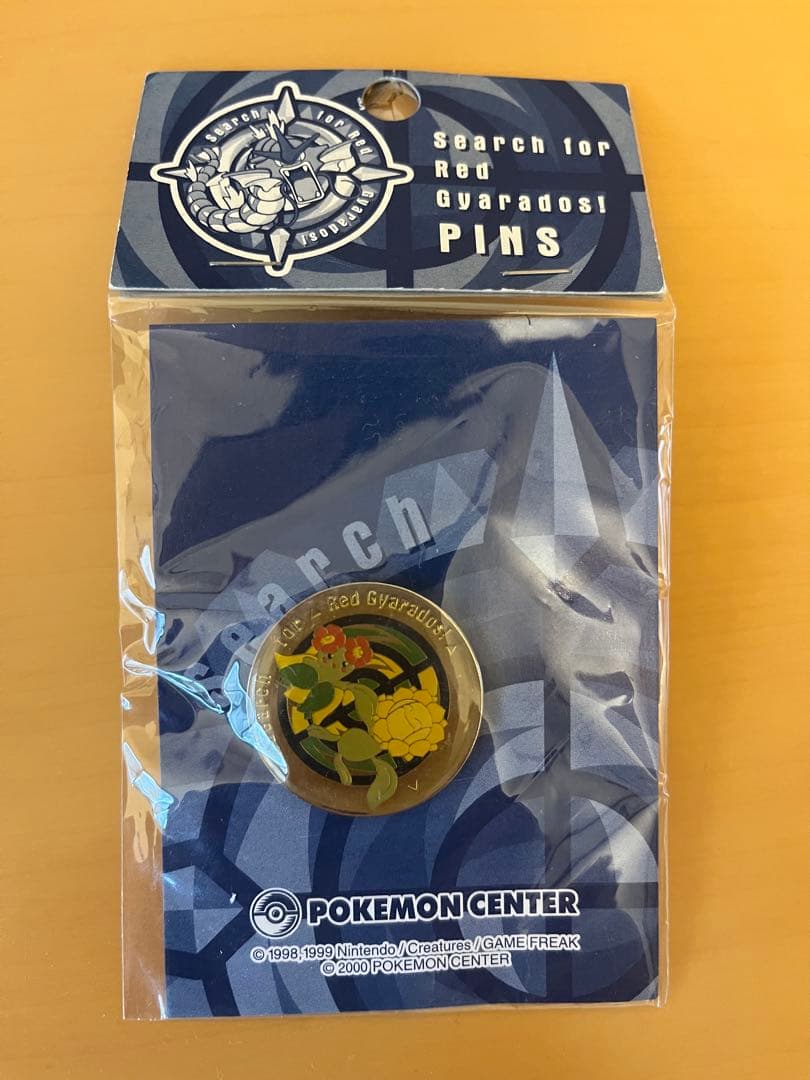 Search for Red Gyarados!
Search for
Red
Gyarados!
PINS
Search
Search for Red Gyarados!
POKEMON CENTER
© 1998,1999 Nintendo / Creatures / GAME FREAK
© 2000 POKEMON CENTER